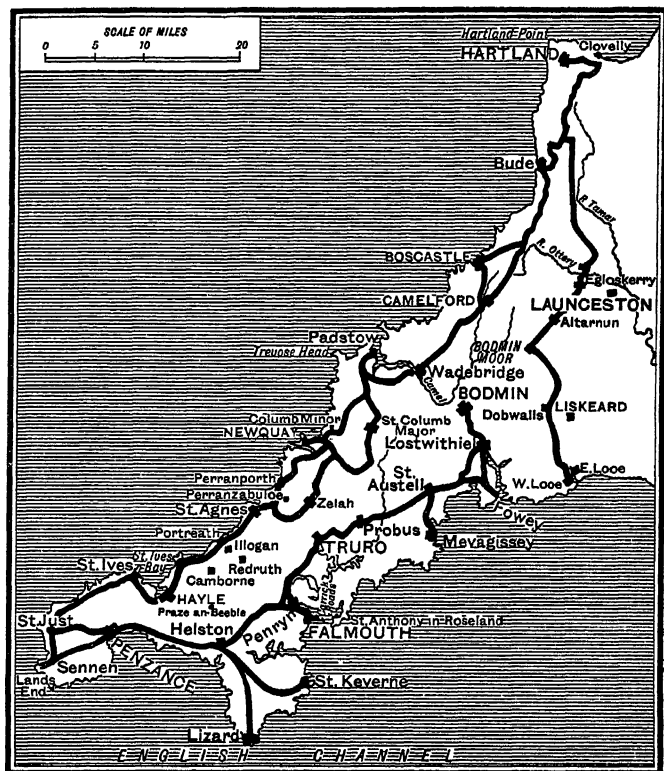 SCALE OF MILES
0 5 10 20
Hartland Point
Clovelly
HARTLAND
Bude
R. Tamar
R. Ottery
BOSCASTLE
Egloskerry
CAMELFORD
LAUNCESTON
Altarnun
Padstow
BODMIN
MOOR
Trevose Head
Wadebridge
Camel
BODMIN
Columb Minor
St. Columb
Major
Dobwalls
LISKEARD
NEWQUAY
Lostwithiel
Perranporth
St.
Austell
E. Looe
W. Looe
Perranzabuloe
Zelah
St. Agnes
Fowey
Portreath
Probus
Mevagissey
Illogan
TRURO
St. Ives
St. Ives
Bay
Redruth
Camborne
Carrick
Roads
HAYLE
Praze-an-Beeble
St. Just
Helston
Penryn
St. Anthony in Roseland
FALMOUTH
Sennen
PENZANCE
Lands
End
St. Keverne
Lizard
ENGLISH CHANNEL